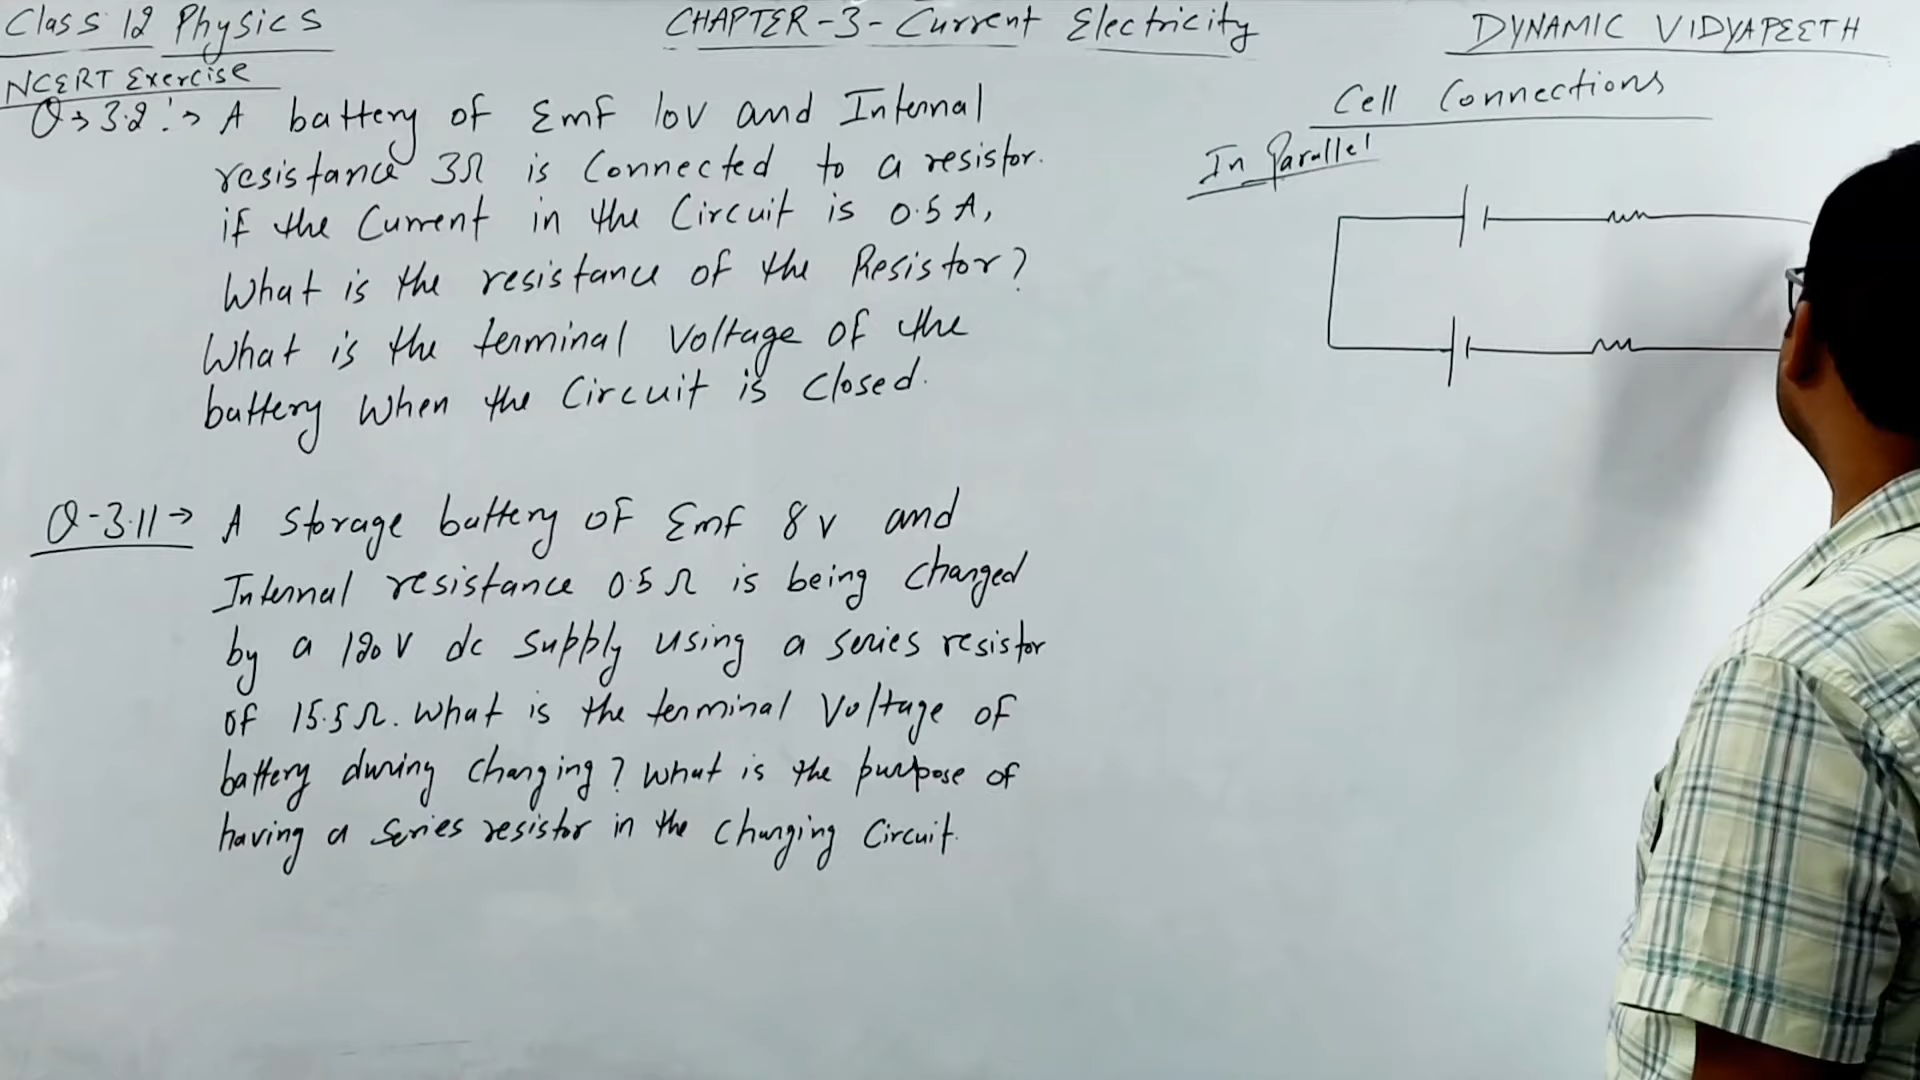 Class 12 Physics
CHAPTER-3-Current Electricity
DYNAMIC VIDYAPEETH
NCERT Exercise
Q→ 3.2:→ A battery of Emf 10V and Internal
resistance 3Ω is Connected to a resistor.
if the Current in the Circuit is 0.5A,
What is the resistance of the Resistor?
What is the terminal Voltage of the
battery When the Circuit is Closed.
Q-3.11→ A Storage battery of Emf 8V and
Internal resistance 0.5Ω is being charged
by a 120V dc Supply using a series resistor
of 15.5Ω. What is the terminal Voltage of
battery during Charging? What is the purpose of
having a Series resistor in the Charging Circuit.
Cell Connections
In Parallel